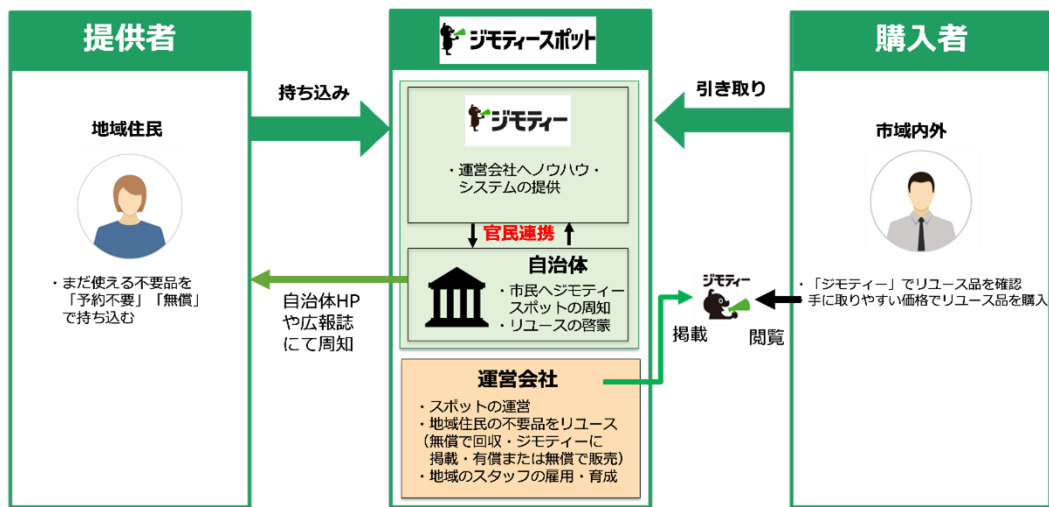 提供者
地域住民
・まだ使える不要品を
「予約不要」「無償」
で持ち込む
持ち込み
自治体HP
や広報誌
にて周知
ジモティースポット
ジモティー
・運営会社へノウハウ・
システムの提供
官民連携
自治体
・市民へジモティー
スポットの周知
・リユースの啓蒙
運営会社
・スポットの運営
・地域住民の不要品をリユース
(無償で回収・ジモティーに
掲載・有償または無償で販売)
・地域のスタッフの雇用・育成
引き取り
ジモティー
掲載
閲覧
購入者
市域内外
・「ジモティー」でリユース品を確認
手に取りやすい価格でリユース品を購入